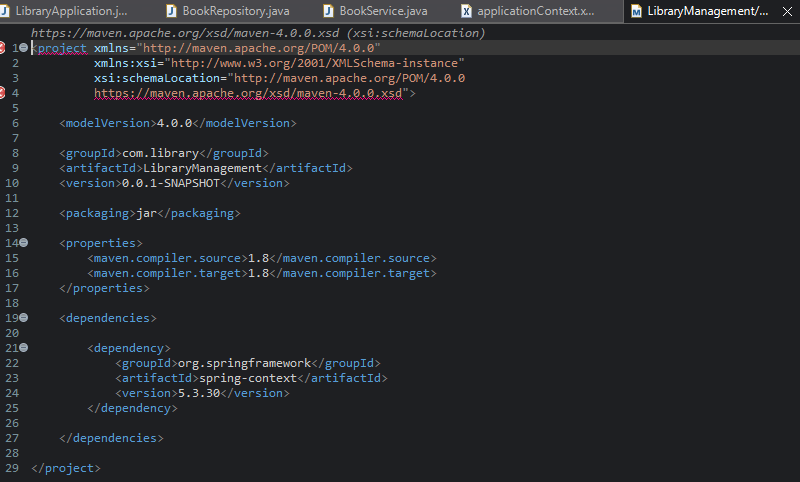 LibraryApplication.j...
BookRepository.java
BookService.java
applicationContext.x...
LibraryManagement/...
https://maven.apache.org/xsd/maven-4.0.0.xsd (xsi:schemaLocation)
1 <project xmlns="http://maven.apache.org/POM/4.0.0"
2 xmlns:xsi="http://www.w3.org/2001/XMLSchema-instance"
3 xsi:schemaLocation="http://maven.apache.org/POM/4.0.0
4 https://maven.apache.org/xsd/maven-4.0.0.xsd">
5
6 <modelVersion>4.0.0</modelVersion>
7
8 <groupId>com.library</groupId>
9 <artifactId>LibraryManagement</artifactId>
10 <version>0.0.1-SNAPSHOT</version>
11
12 <packaging>jar</packaging>
13
14 <properties>
15 <maven.compiler.source>1.8</maven.compiler.source>
16 <maven.compiler.target>1.8</maven.compiler.target>
17 </properties>
18
19 <dependencies>
20
21 <dependency>
22 <groupId>org.springframework</groupId>
23 <artifactId>spring-context</artifactId>
24 <version>5.3.30</version>
25 </dependency>
26
27 </dependencies>
28
29 </project>